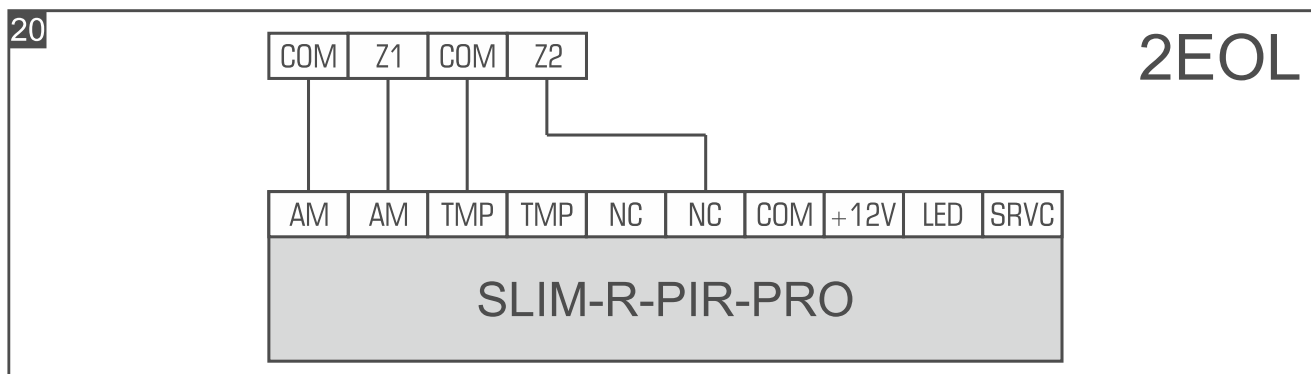 20
2EOL
COM Z1 COM Z2
AM AM TMP TMP NC NC COM +12V LED SRVC
SLIM-R-PIR-PRO